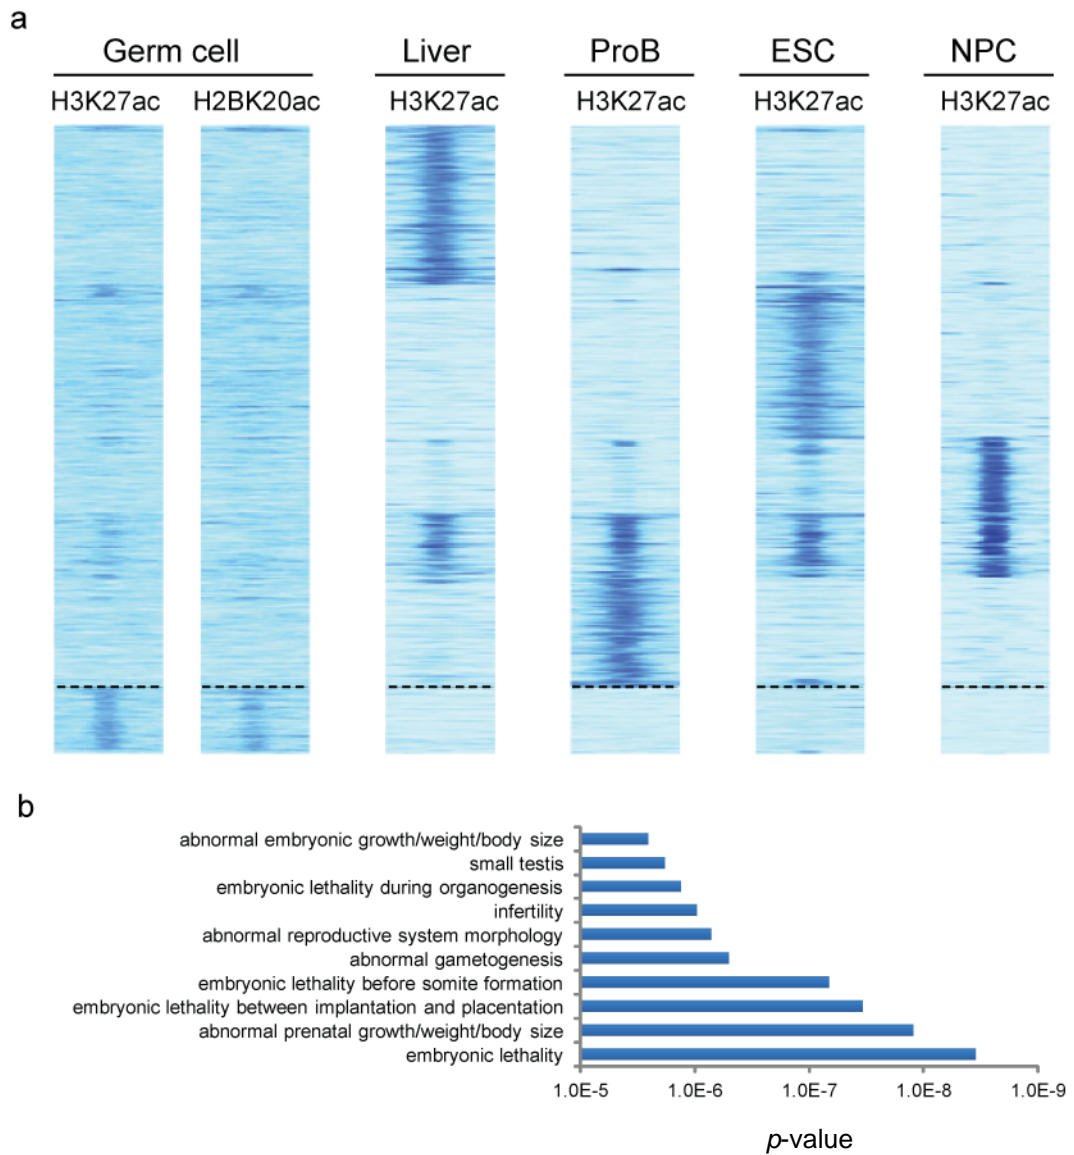 a
Germ cell Liver ProB ESC NPC
H3K27ac H2BK20ac H3K27ac H3K27ac H3K27ac H3K27ac
b
abnormal embryonic growth/weight/body size
small testis
embryonic lethality during organogenesis
infertility
abnormal reproductive system morphology
abnormal gametogenesis
embryonic lethality before somite formation
embryonic lethality between implantation and placentation
abnormal prenatal growth/weight/body size
embryonic lethality
1.0E-5 1.0E-6 1.0E-7 1.0E-8 1.0E-9
p-value